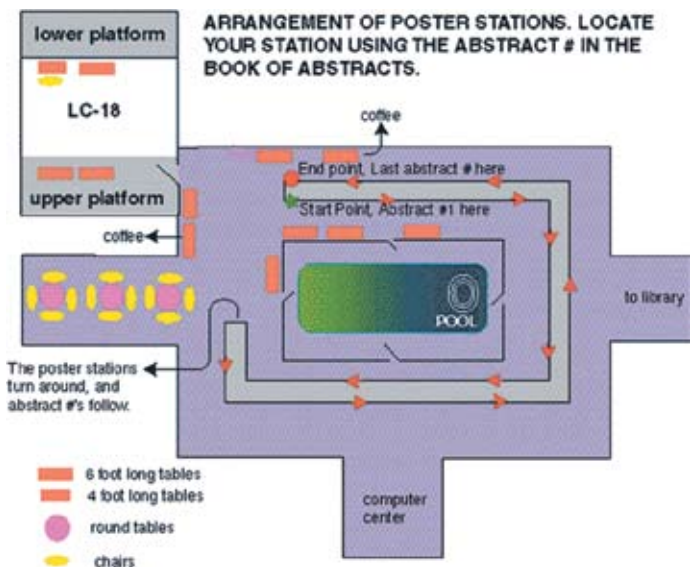 ARRANGEMENT OF POSTER STATIONS. LOCATE
YOUR STATION USING THE ABSTRACT # IN THE
BOOK OF ABSTRACTS.
lower platform
LC-18
upper platform
coffee
End point, Last abstract # here
Start Point, Abstract #1 here
coffee
POOL
to library
The poster stations
turn around, and
abstract #'s follow.
6 foot long tables
4 foot long tables
round tables
chairs
computer
center